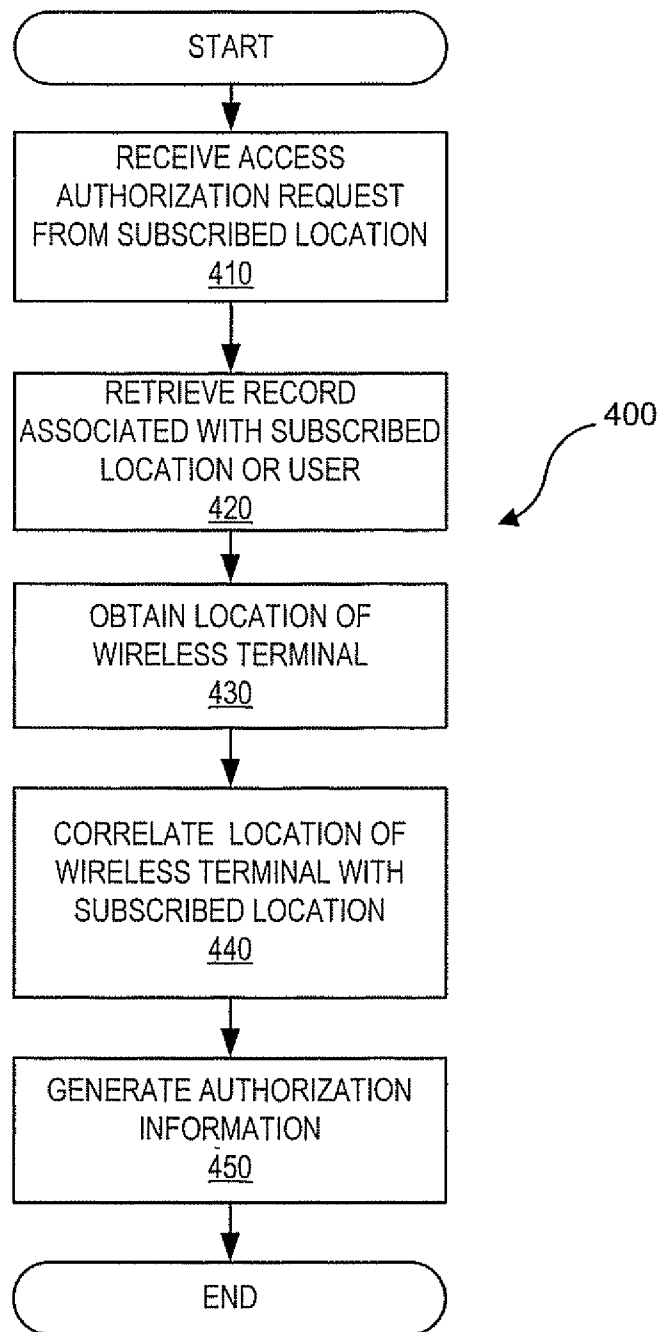 START
RECEIVE ACCESS
AUTHORIZATION REQUEST
FROM SUBSCRIBED LOCATION
410
RETRIEVE RECORD
ASSOCIATED WITH SUBSCRIBED
LOCATION OR USER
420
400
OBTAIN LOCATION OF
WIRELESS TERMINAL
430
CORRELATE LOCATION OF
WIRELESS TERMINAL WITH
SUBSCRIBED LOCATION
440
GENERATE AUTHORIZATION
INFORMATION
450
END